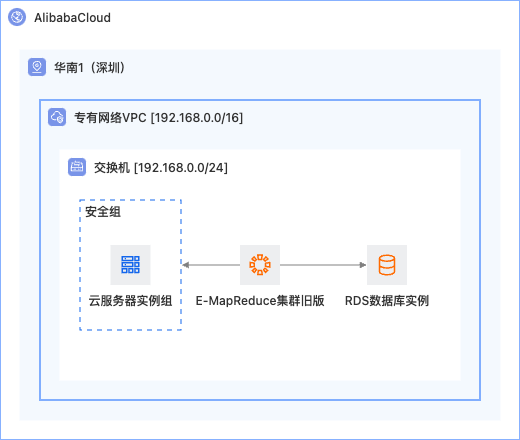 AlibabaCloud
华南1（深圳）
专有网络VPC [192.168.0.0/16]
交换机 [192.168.0.0/24]
安全组
云服务器实例组
E-MapReduce集群旧版
RDS数据库实例